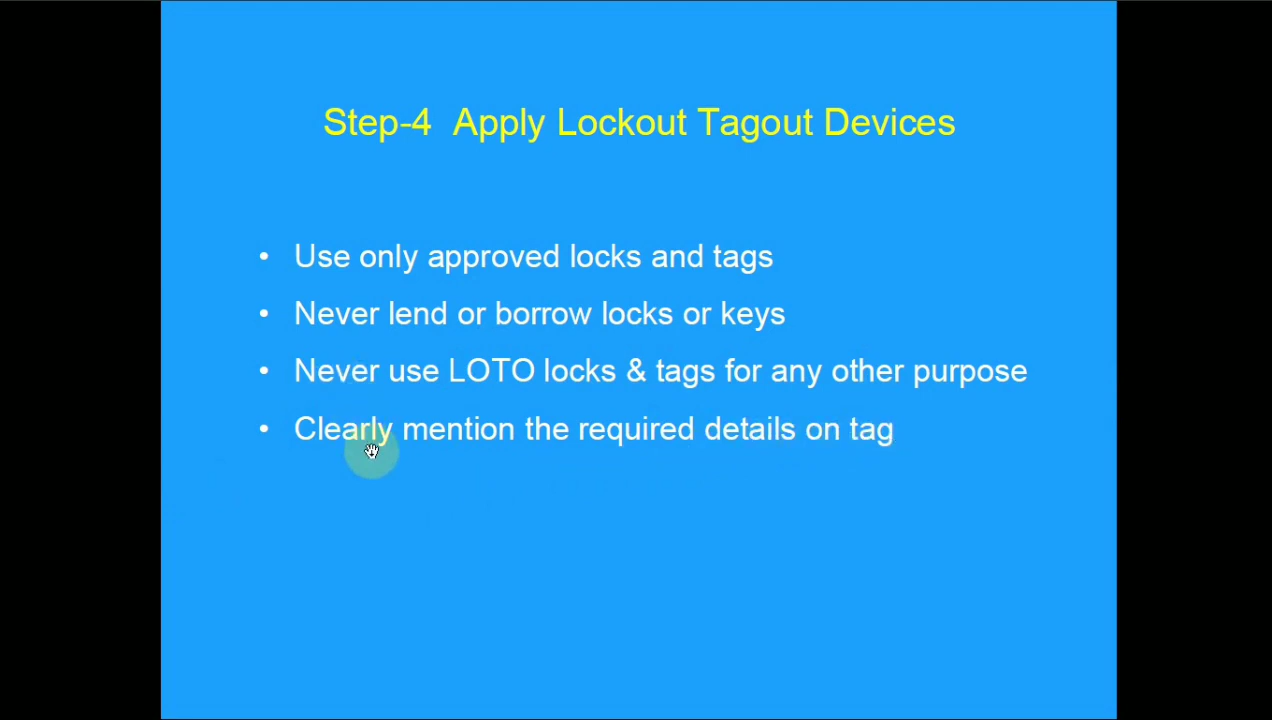 Step-4  Apply Lockout Tagout Devices
• Use only approved locks and tags
• Never lend or borrow locks or keys
• Never use LOTO locks & tags for any other purpose
• Clearly mention the required details on tag